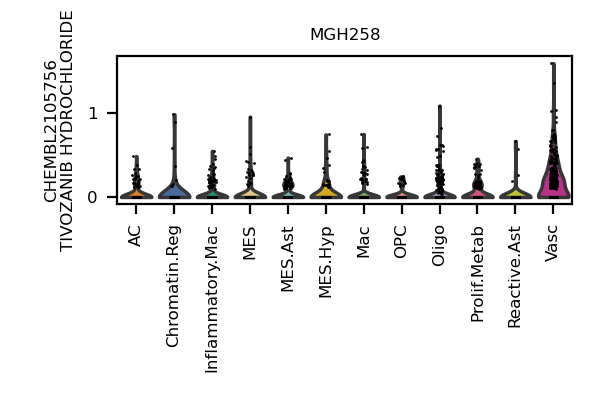 MGH258
CHEMBL2105756
TIVOZANIB HYDROCHLORIDE
1
0
AC
Chromatin.Reg
Inflammatory.Mac
MES
MES.Ast
MES.Hyp
Mac
OPC
Oligo
Prolif.Metab
Reactive.Ast
Vasc